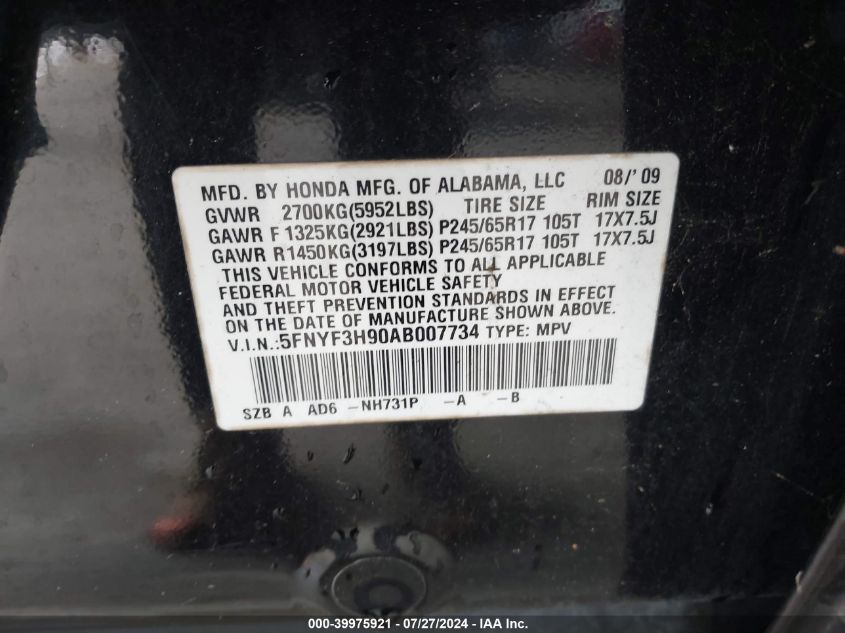 MFD. BY HONDA MFG. OF ALABAMA, LLC 08/'09
GVWR 2700KG(5952LBS) TIRE SIZE RIM SIZE
GAWR F 1325KG(2921LBS) P245/65R17 105T 17X7.5J
GAWR R1450KG(3197LBS) P245/65R17 105T 17X7.5J
THIS VEHICLE CONFORMS TO ALL APPLICABLE
FEDERAL MOTOR VEHICLE SAFETY
AND THEFT PREVENTION STANDARDS IN EFFECT
ON THE DATE OF MANUFACTURE SHOWN ABOVE.
V.I.N.:5FNYF3H90AB007734 TYPE: MPV
SZB A AD6 -NH731P -A -B
000-39975921 / 07/27/2024 - IAA Inc.